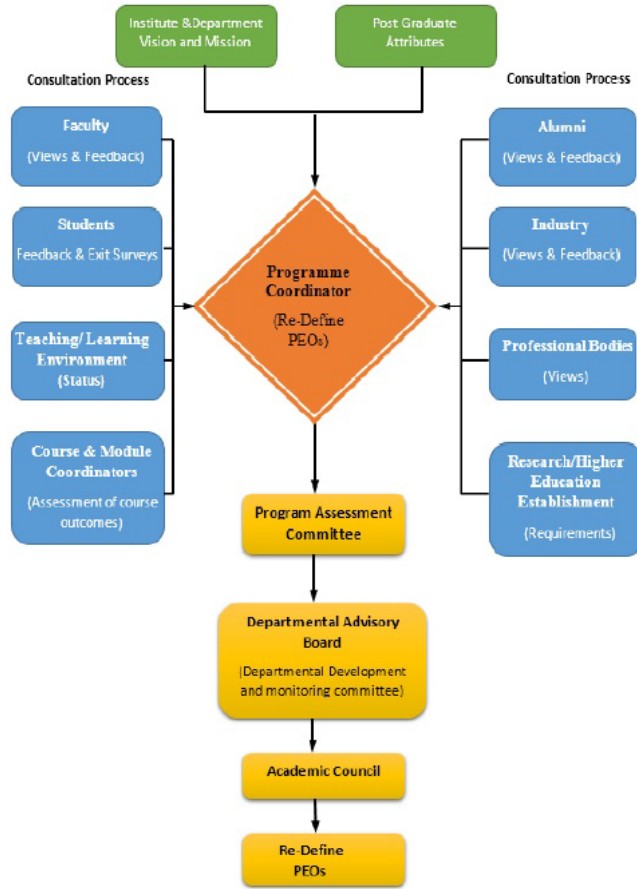 Institute &Department
Vision and Mission
Post Graduate
Attributes
Consultation Process
Consultation Process
Faculty
(Views & Feedback)
Students
Feedback & Exit Surveys
Teaching/ Learning
Environment
(Status)
Course & Module
Coordinators
(Assessment of course
outcomes)
Programme
Coordinator
(Re-Define
PEOs)
Alumni
(Views & Feedback)
Industry
(Views & Feedback)
Professional Bodies
(Views)
Research/Higher
Education
Establishment
(Requirements)
Program Assessment
Committee
Departmental Advisory
Board
(Departmental Development
and monitoring committee)
Academic Council
Re-Define
PEOs